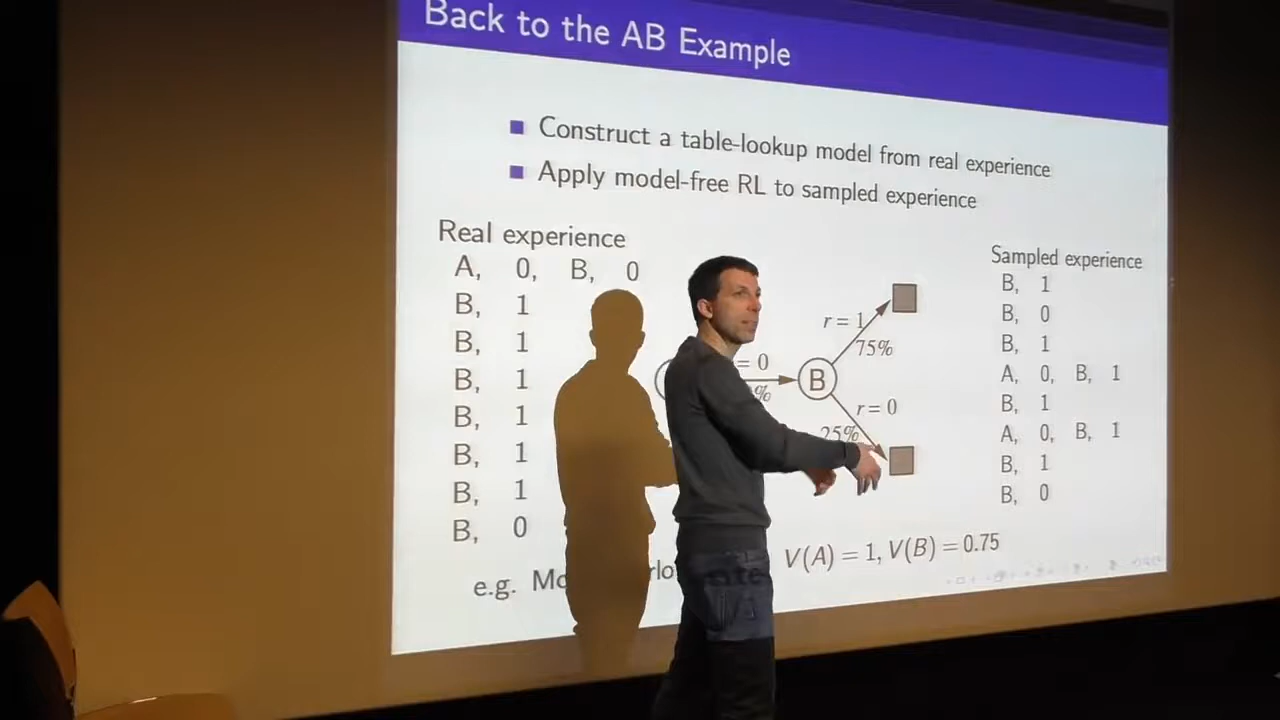 Back to the AB Example
Construct a table-lookup model from real experience
Apply model-free RL to sampled experience
Real experience
A, 0, B, 0
B, 1
B, 1
B, 1
B, 1
B, 1
B, 1
B, 0
= 0
%
B
r = 1
75%
r = 0
25%
Sampled experience
B, 1
B, 0
B, 1
A, 0, B, 1
B, 1
A, 0, B, 1
B, 1
B, 0
e.g. V(A) = 1, V(B) = 0.75